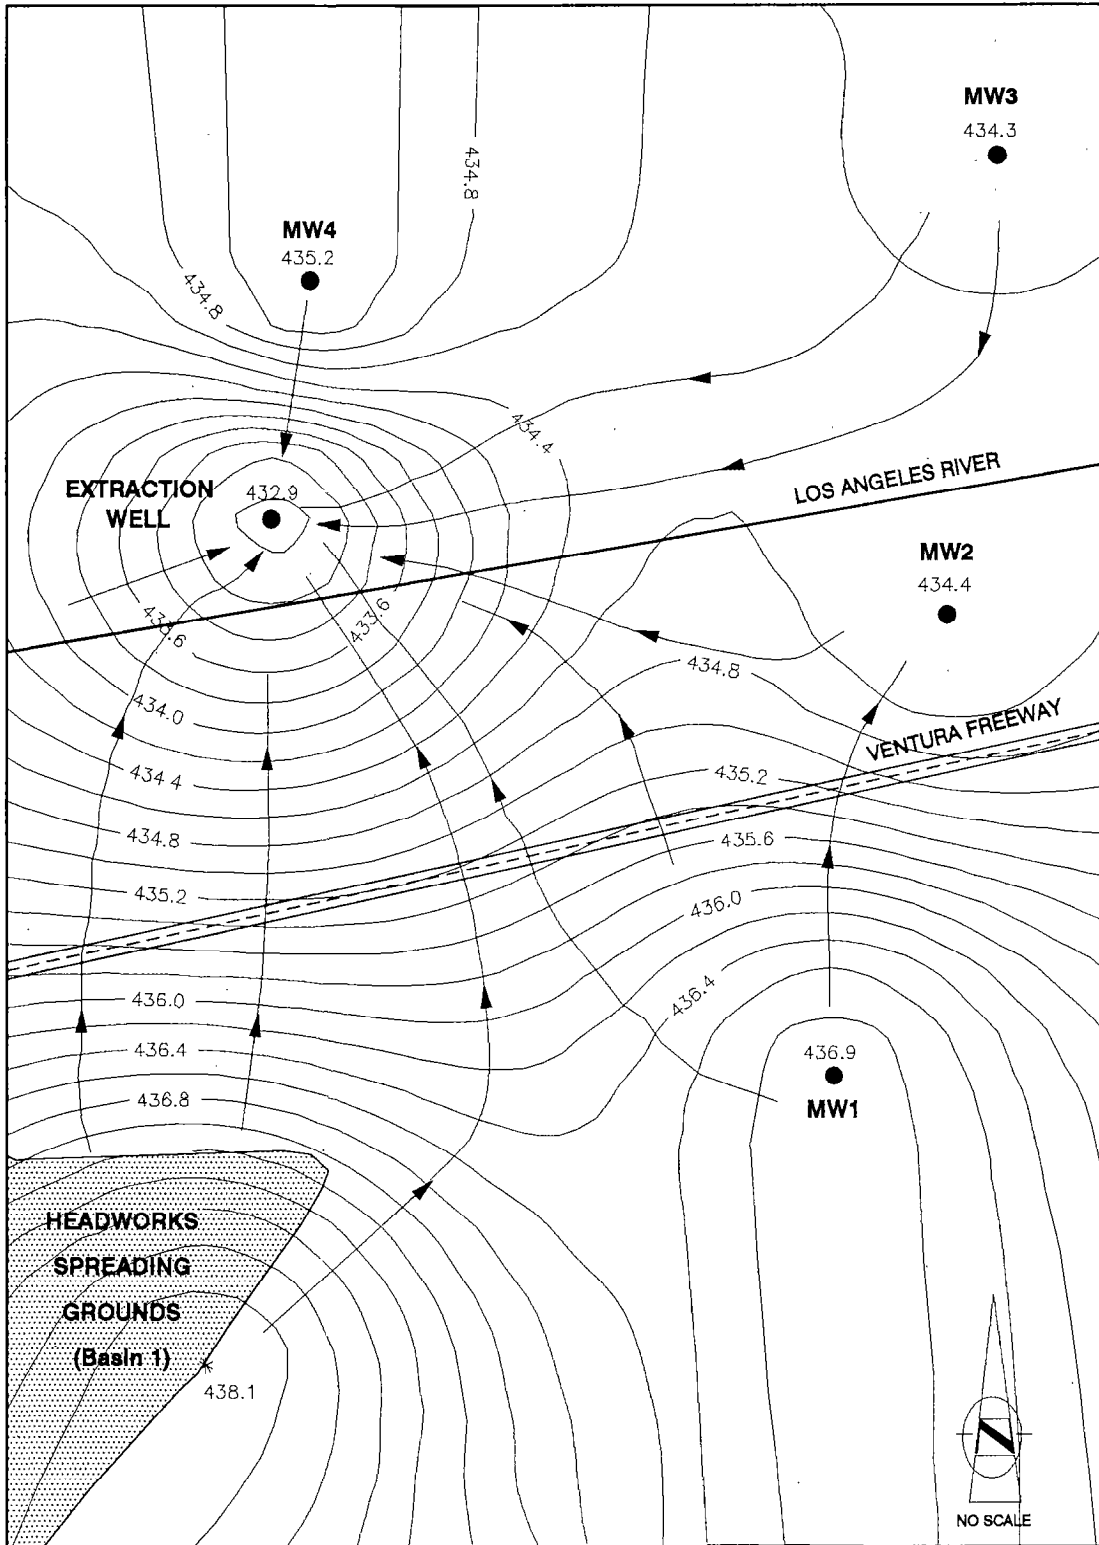 MW3
434.3
434.8
MW4
435.2
434.8
434.4
EXTRACTION
WELL
432.9
LOS ANGELES RIVER
MW2
434.4
433.6
433.6
434.8
434.0
VENTURA FREEWAY
434.4
435.2
434.8
435.6
435.2
436.0
436.0
436.4
436.4
436.9
436.8
MW1
HEADWORKS
SPREADING
GROUNDS
(Basin 1)
438.1
NO SCALE